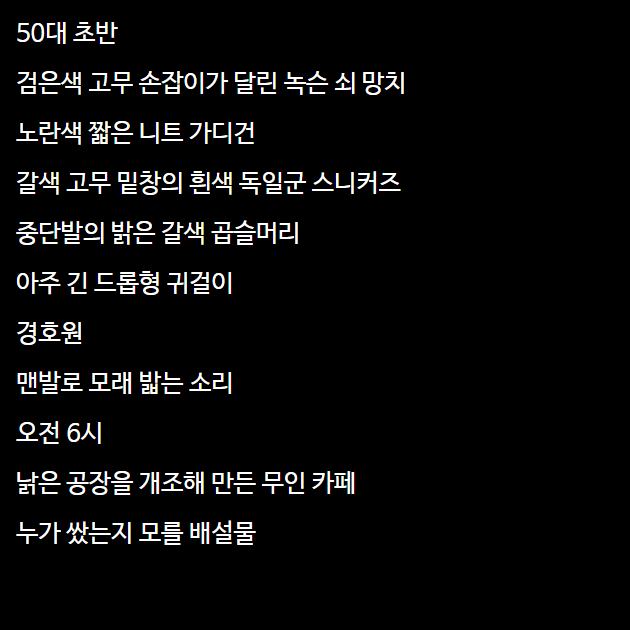 50대 초반
검은색 고무 손잡이가 달린 녹슨 쇠 망치
노란색 짧은 니트 가디건
갈색 고무 밑창의 흰색 독일군 스니커즈
중단발의 밝은 갈색 곱슬머리
아주 긴 드롭형 귀걸이
경호원
맨발로 모래 밟는 소리
오전 6시
낡은 공장을 개조해 만든 무인 카페
누가 쌌는지 모를 배설물